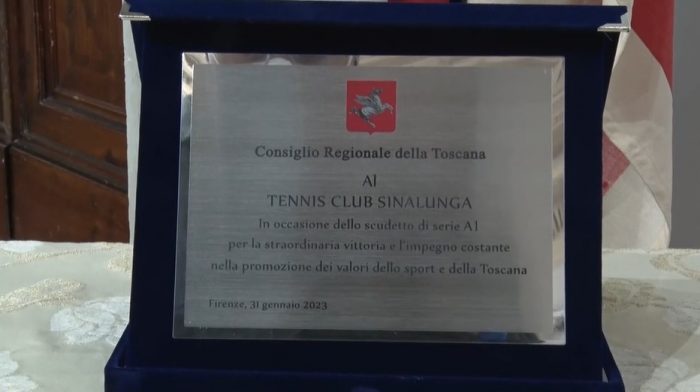 Consiglio Regionale della Toscana
Al
TENNIS CLUB SINALUNGA
In occasione dello scudetto di serie A1
per la straordinaria vittoria e l'impegno costante
nella promozione dei valori dello sport e della Toscana
Firenze, 31 gennaio 2023